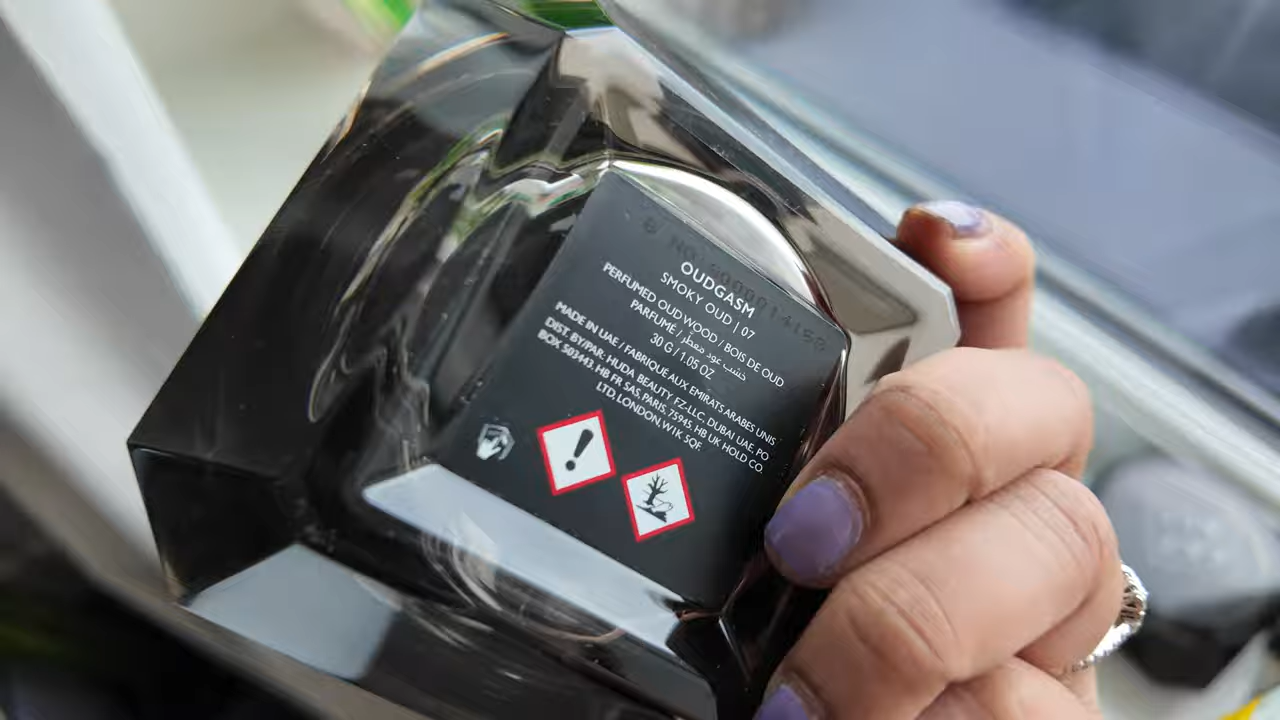 OUDGASM
SMOKY OUD | 07
PERFUMED OUD WOOD / BOIS DE OUD
PARFUMÉ / خشب عود معطر
30 G / 1.05 OZ
MADE IN UAE / FABRIQUÉ AUX EMIRATS ARABES UNIS
DIST. BY/PAR: HUDA BEAUTY FZ-LLC, DUBAI UAE, PO
BOX 503443. HB FR SAS, PARIS, 75945. HB UK HOLD CO.
LTD, LONDON, W1K 5QF.